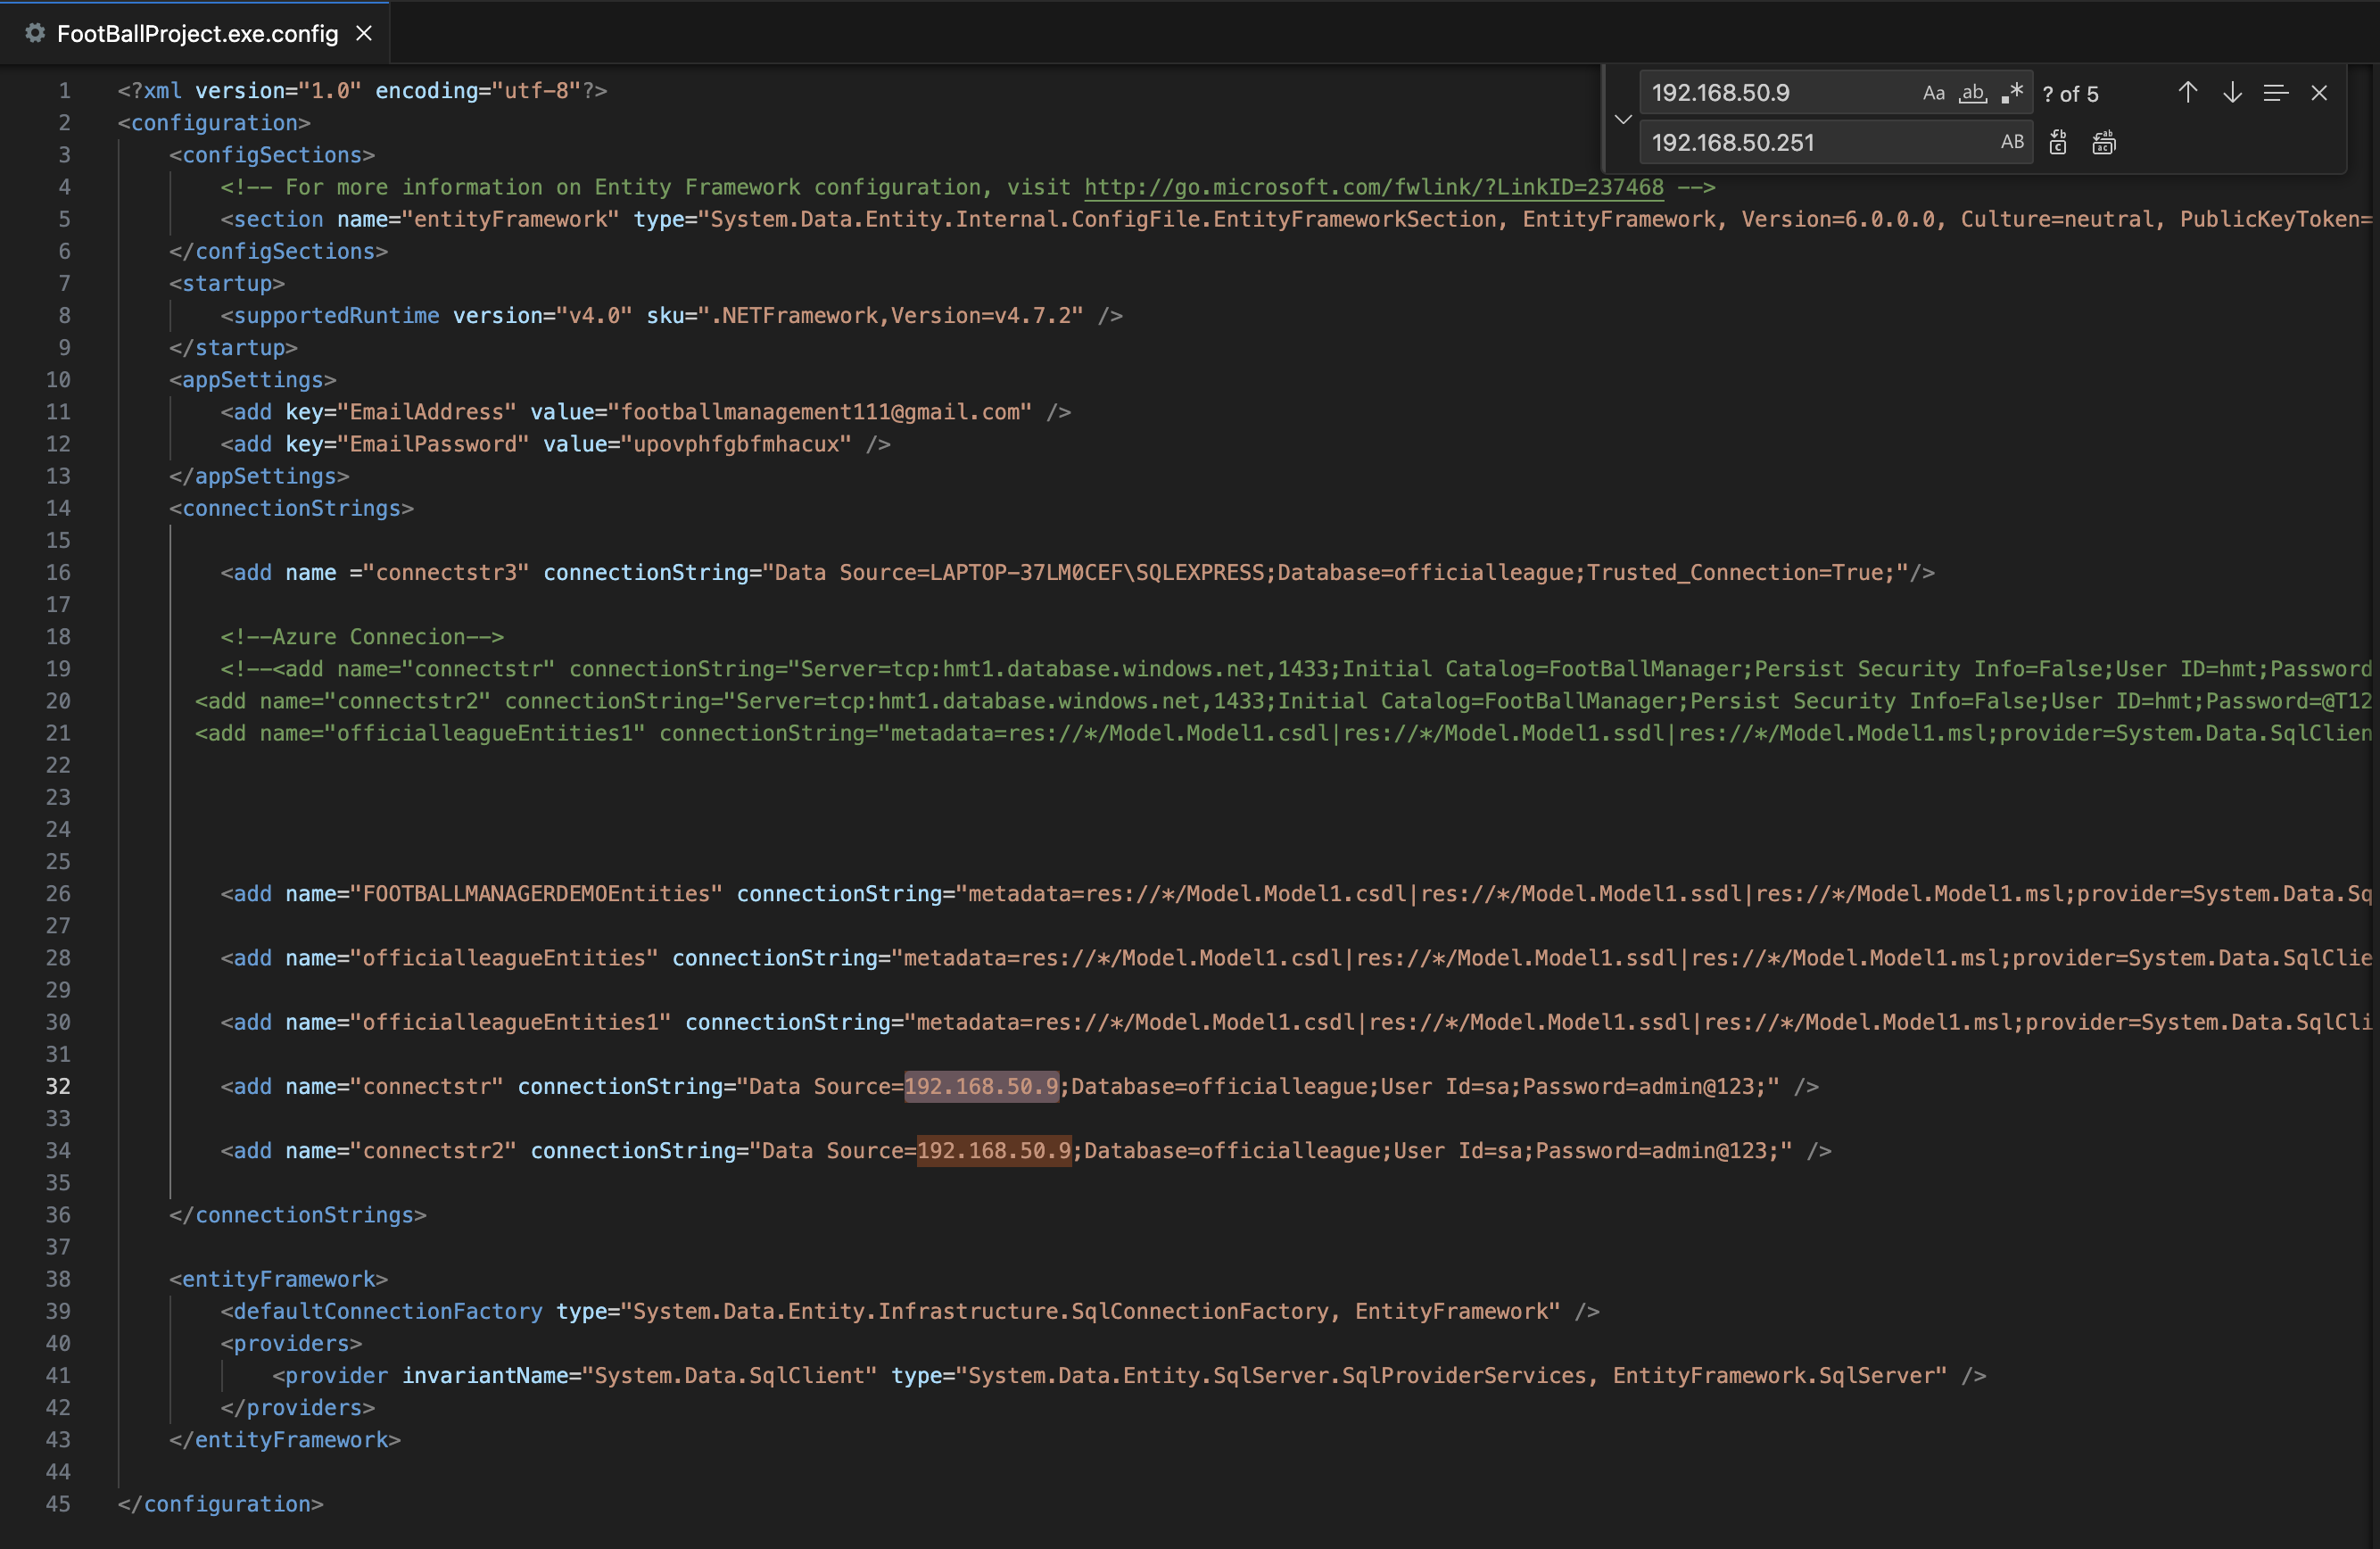 FootBallProject.exe.config
192.168.50.9 Aa ab .* ? of 5
192.168.50.251 AB
1 <?xml version="1.0" encoding="utf-8"?>
2 <configuration>
3 <configSections>
4 <!-- For more information on Entity Framework configuration, visit http://go.microsoft.com/fwlink/?LinkID=237468 -->
5 <section name="entityFramework" type="System.Data.Entity.Internal.ConfigFile.EntityFrameworkSection, EntityFramework, Version=6.0.0.0, Culture=neutral, PublicKeyToken=
6 </configSections>
7 <startup>
8 <supportedRuntime version="v4.0" sku=".NETFramework,Version=v4.7.2" />
9 </startup>
10 <appSettings>
11 <add key="EmailAddress" value="footballmanagement111@gmail.com" />
12 <add key="EmailPassword" value="upovphfgbfmhacux" />
13 </appSettings>
14 <connectionStrings>
15
16 <add name ="connectstr3" connectionString="Data Source=LAPTOP-37LM0CEF\SQLEXPRESS;Database=officialleague;Trusted_Connection=True;"/>
17
18 <!--Azure Connecion-->
19 <!--<add name="connectstr" connectionString="Server=tcp:hmt1.database.windows.net,1433;Initial Catalog=FootBallManager;Persist Security Info=False;User ID=hmt;Password
20 <add name="connectstr2" connectionString="Server=tcp:hmt1.database.windows.net,1433;Initial Catalog=FootBallManager;Persist Security Info=False;User ID=hmt;Password=@T12
21 <add name="officialleagueEntities1" connectionString="metadata=res://*/Model.Model1.csdl|res://*/Model.Model1.ssdl|res://*/Model.Model1.msl;provider=System.Data.SqlClien
22
23
24
25
26 <add name="FOOTBALLMANAGERDEMOEntities" connectionString="metadata=res://*/Model.Model1.csdl|res://*/Model.Model1.ssdl|res://*/Model.Model1.msl;provider=System.Data.Sq
27
28 <add name="officialleagueEntities" connectionString="metadata=res://*/Model.Model1.csdl|res://*/Model.Model1.ssdl|res://*/Model.Model1.msl;provider=System.Data.SqlClie
29
30 <add name="officialleagueEntities1" connectionString="metadata=res://*/Model.Model1.csdl|res://*/Model.Model1.ssdl|res://*/Model.Model1.msl;provider=System.Data.SqlCli
31
32 <add name="connectstr" connectionString="Data Source=192.168.50.9;Database=officialleague;User Id=sa;Password=admin@123;" />
33
34 <add name="connectstr2" connectionString="Data Source=192.168.50.9;Database=officialleague;User Id=sa;Password=admin@123;" />
35
36 </connectionStrings>
37
38 <entityFramework>
39 <defaultConnectionFactory type="System.Data.Entity.Infrastructure.SqlConnectionFactory, EntityFramework" />
40 <providers>
41 <provider invariantName="System.Data.SqlClient" type="System.Data.Entity.SqlServer.SqlProviderServices, EntityFramework.SqlServer" />
42 </providers>
43 </entityFramework>
44
45 </configuration>